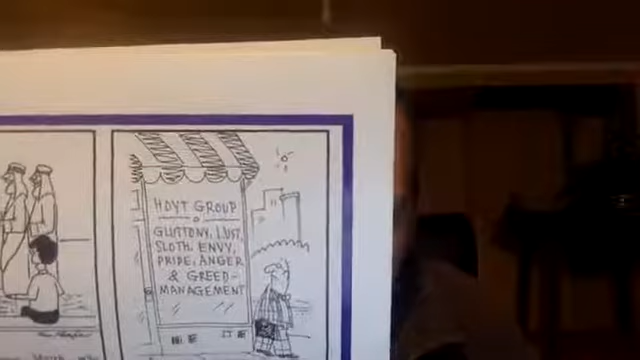 HOYT GROUP
GLUTTONY, LUST,
SLOTH, ENVY,
PRIDE, ANGER
& GREED-
MANAGEMENT